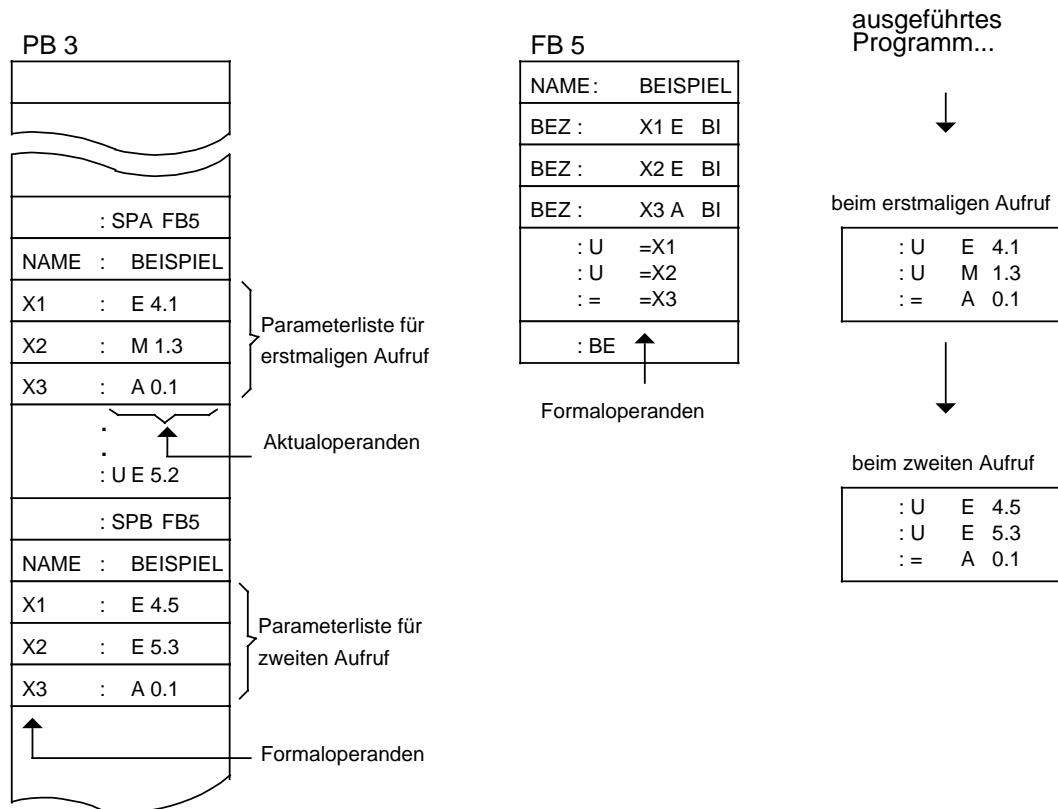 PB 3
: SPA FB5
NAME : BEISPIEL
X1 : E 4.1
X2 : M 1.3
X3 : A 0.1
Parameterliste für
erstmaligen Aufruf
.
.
Aktualoperanden
: U E 5.2
: SPB FB5
NAME : BEISPIEL
X1 : E 4.5
X2 : E 5.3
X3 : A 0.1
Parameterliste für
zweiten Aufruf
Formaloperanden
FB 5
NAME : BEISPIEL
BEZ : X1 E BI
BEZ : X2 E BI
BEZ : X3 A BI
: U =X1
: U =X2
: = =X3
: BE
Formaloperanden
ausgeführtes
Programm...
beim erstmaligen Aufruf
: U E 4.1
: U M 1.3
: = A 0.1
beim zweiten Aufruf
: U E 4.5
: U E 5.3
: = A 0.1